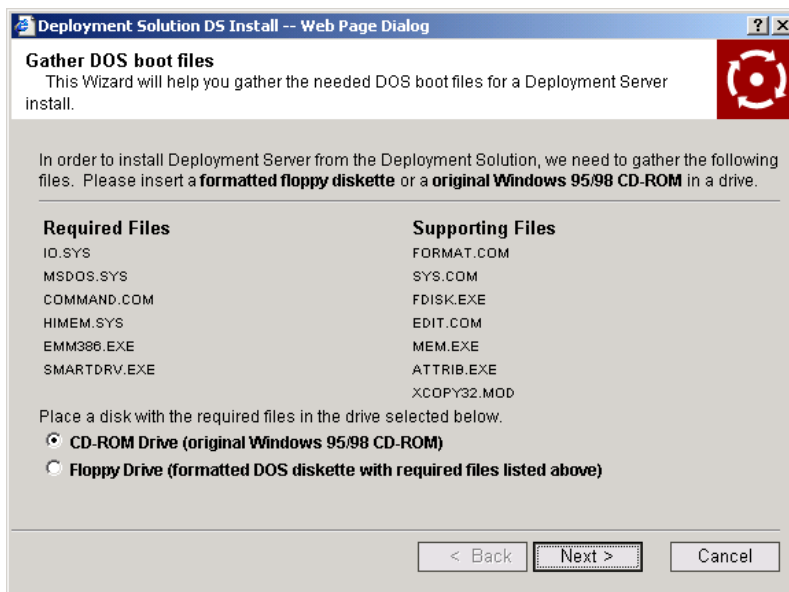 Deployment Solution DS Install -- Web Page Dialog
Gather DOS boot files
This Wizard will help you gather the needed DOS boot files for a Deployment Server
install.
In order to install Deployment Server from the Deployment Solution, we need to gather the following
files. Please insert a formatted floppy diskette or a original Windows 95/98 CD-ROM in a drive.
Required Files
IO.SYS
MSDOS.SYS
COMMAND.COM
HIMEM.SYS
EMM386.EXE
SMARTDRV.EXE
Supporting Files
FORMAT.COM
SYS.COM
FDISK.EXE
EDIT.COM
MEM.EXE
ATTRIB.EXE
XCOPY32.MOD
Place a disk with the required files in the drive selected below.
CD-ROM Drive (original Windows 95/98 CD-ROM)
Floppy Drive (formatted DOS diskette with required files listed above)
< Back Next > Cancel